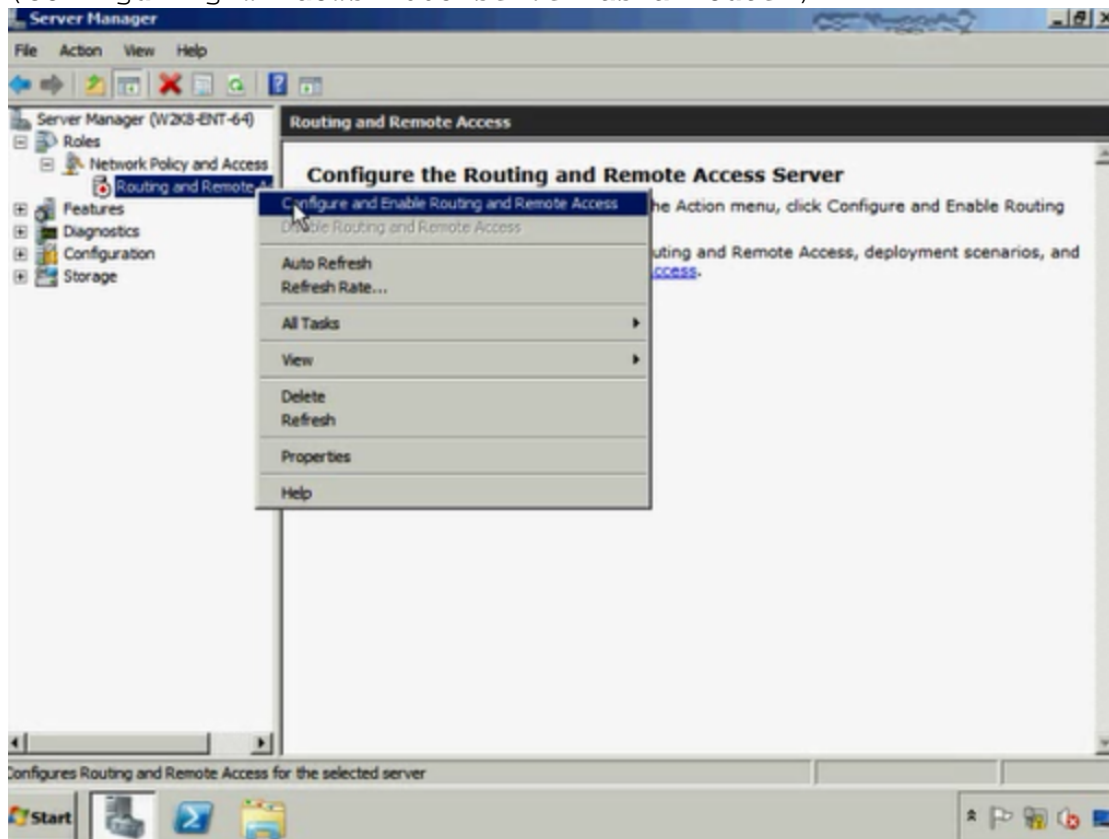 Server Manager
File Action View Help
Server Manager (W2K8-ENT-64)
Roles
Network Policy and Access
Routing and Remote
Features
Diagnostics
Configuration
Storage
Routing and Remote Access
Configure the Routing and Remote Access Server
he Action menu, click Configure and Enable Routing
uting and Remote Access, deployment scenarios, and
ccess.
Configure and Enable Routing and Remote Access
Disable Routing and Remote Access
Auto Refresh
Refresh Rate...
All Tasks
View
Delete
Refresh
Properties
Help
Configures Routing and Remote Access for the selected server
Start